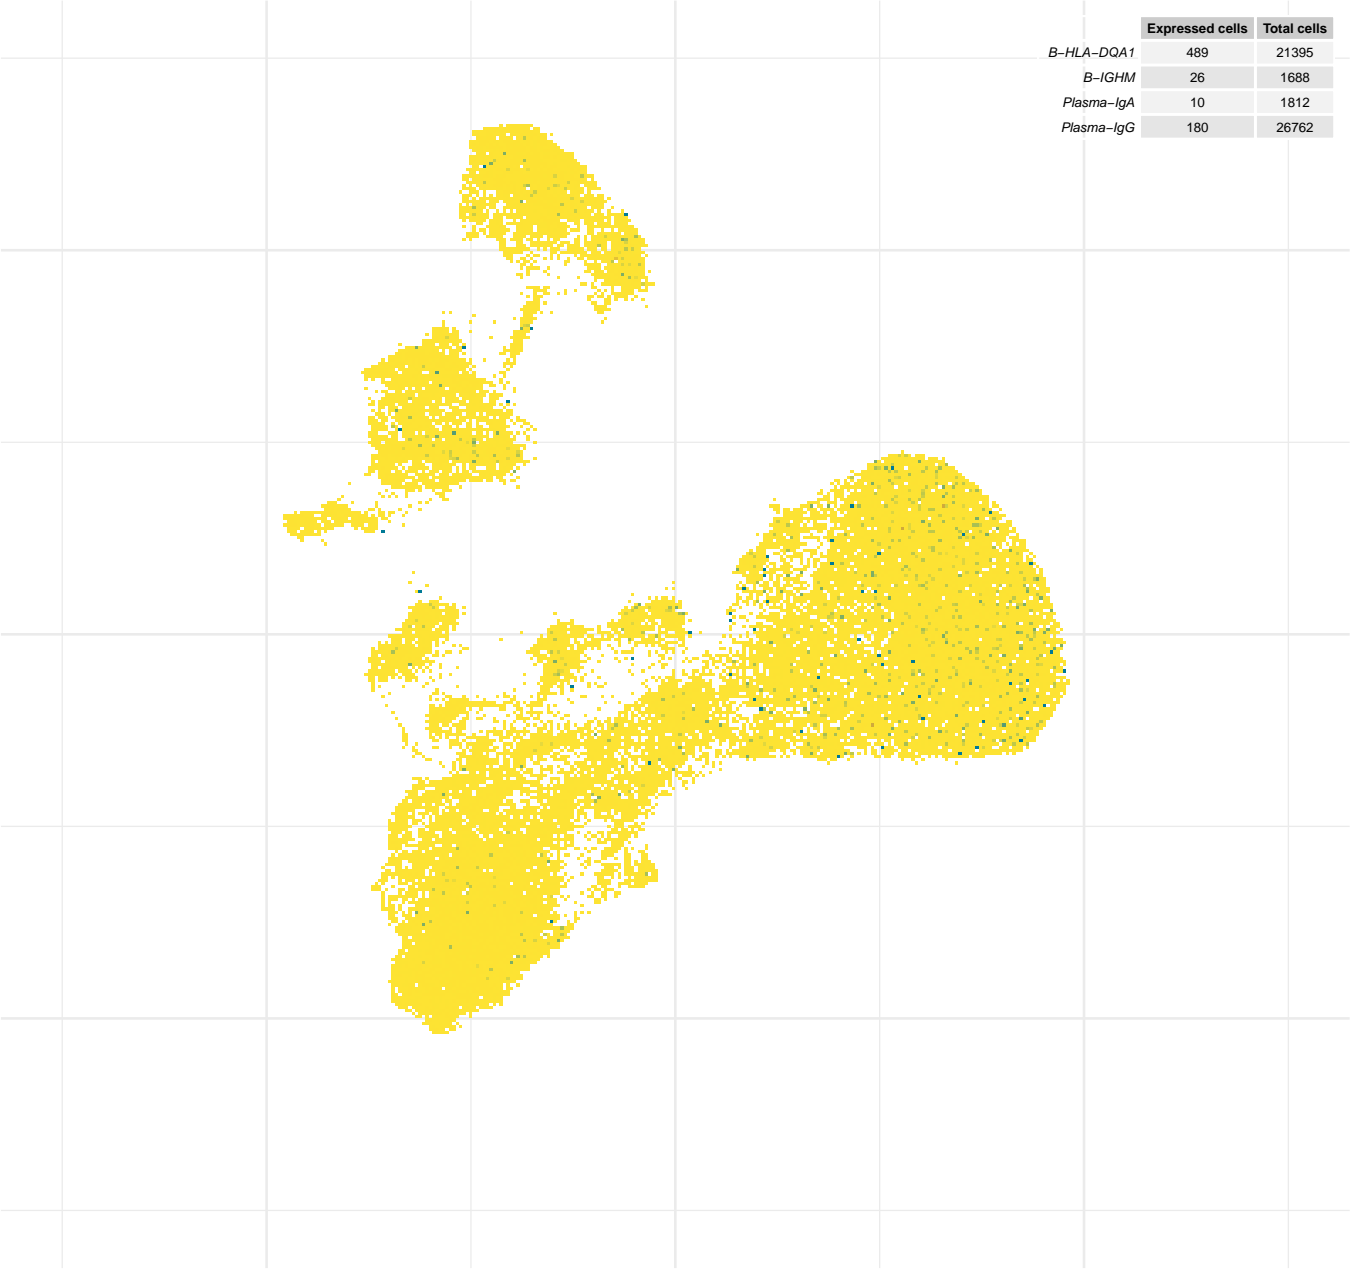 Expressed cells Total cells
B−HLA−DQA1 489 21395
B−IGHM 26 1688
Plasma−IgA 10 1812
Plasma−IgG 180 26762